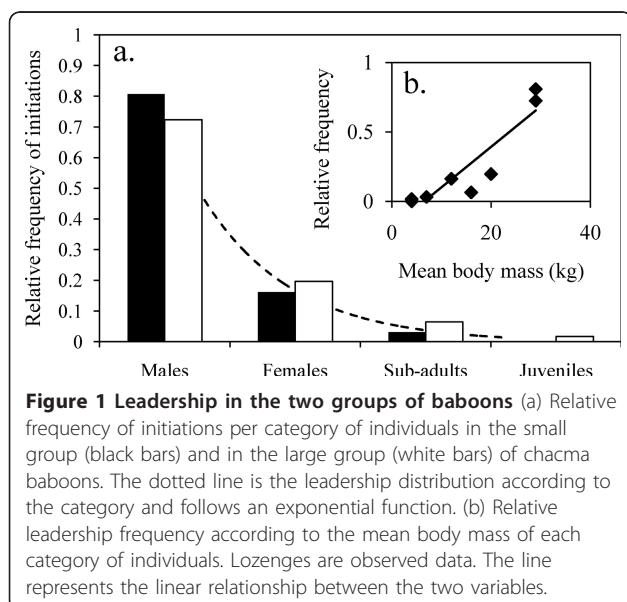 a.
Relative frequency of initiations
1
0.9
0.8
0.7
0.6
0.5
0.4
0.3
0.2
0.1
0
Males Females Sub-adults Juveniles
b.
Relative frequency
1
0.5
0
0 20 40
Mean body mass (kg)
Figure 1 Leadership in the two groups of baboons (a) Relative
frequency of initiations per category of individuals in the small
group (black bars) and in the large group (white bars) of chacma
baboons. The dotted line is the leadership distribution according to
the category and follows an exponential function. (b) Relative
leadership frequency according to the mean body mass of each
category of individuals. Lozenges are observed data. The line
represents the linear relationship between the two variables.